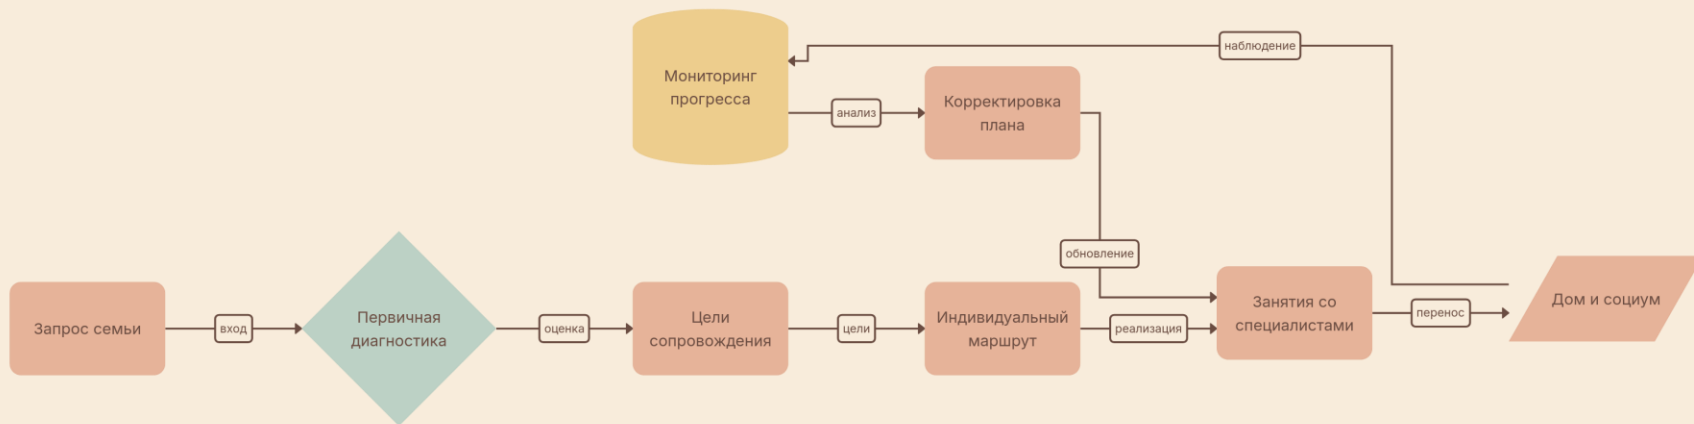 Мониторинг
прогресса
анализ
Корректировка
плана
наблюдение
обновление
Запрос семьи
вход
Первичная
диагностика
оценка
Цели
сопровождения
цели
Индивидуальный
маршрут
реализация
Занятия со
специалистами
перенос
Дом и социум